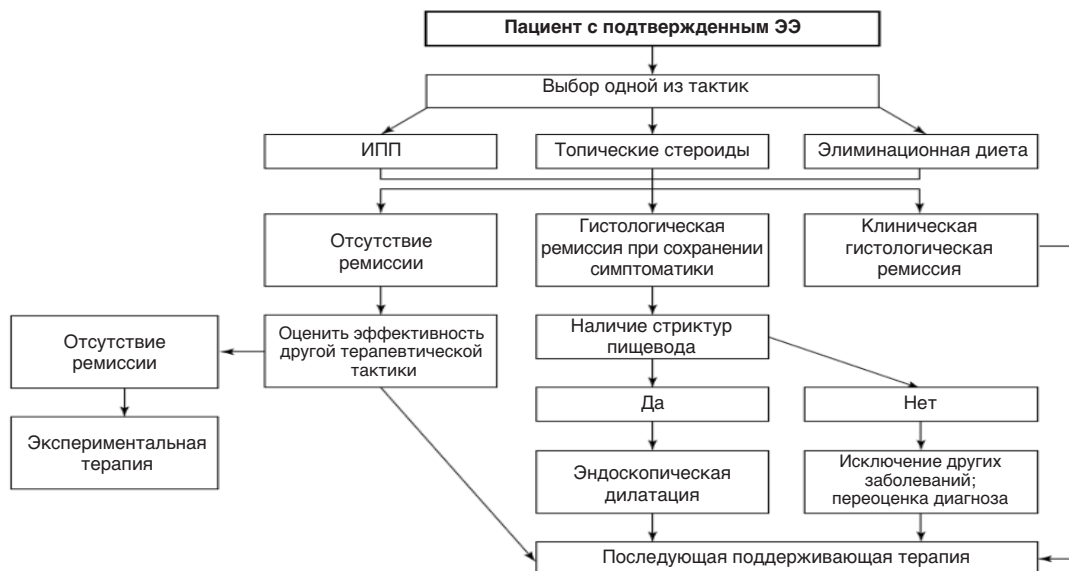 Пациент с подтвержденным ЭЭ
Выбор одной из тактик
ИПП
Топические стероиды
Элиминационная диета
Отсутствие
ремиссии
Гистологическая
ремиссия при сохранении
симптоматики
Клиническая
гистологическая
ремиссия
Отсутствие
ремиссии
Оценить эффективность
другой терапевтической
тактики
Наличие стриктур
пищевода
Да
Нет
Экспериментальная
терапия
Эндоскопическая
дилатация
Исключение других
заболеваний;
переоценка диагноза
Последующая поддерживающая терапия